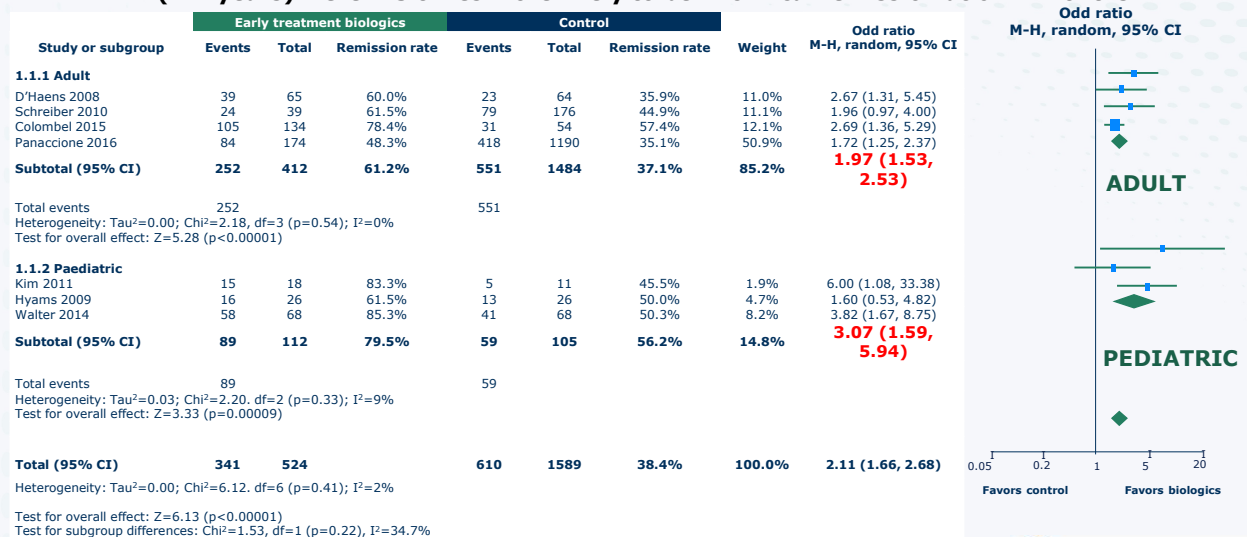 Early treatment biologics Control
Study or subgroup Events Total Remission rate Events Total Remission rate Weight Odd ratio M-H, random, 95% CI
Odd ratio
M-H, random, 95% CI
1.1.1 Adult
D'Haens 2008 39 65 60.0% 23 64 35.9% 11.0% 2.67 (1.31, 5.45)
Schreiber 2010 24 39 61.5% 79 176 44.9% 11.1% 1.96 (0.97, 4.00)
Colombel 2015 105 134 78.4% 31 54 57.4% 12.1% 2.69 (1.36, 5.29)
Panaccione 2016 84 174 48.3% 418 1190 35.1% 50.9% 1.72 (1.25, 2.37)
Subtotal (95% CI) 252 412 61.2% 551 1484 37.1% 85.2% 1.97 (1.53, 2.53)
ADULT
Total events 252 551
Heterogeneity: Tau²=0.00; Chi²=2.18, df=3 (p=0.54); I²=0%
Test for overall effect: Z=5.28 (p<0.00001)
1.1.2 Paediatric
Kim 2011 15 18 83.3% 5 11 45.5% 1.9% 6.00 (1.08, 33.38)
Hyams 2009 16 26 61.5% 13 26 50.0% 4.7% 1.60 (0.53, 4.82)
Walter 2014 58 68 85.3% 41 68 50.3% 8.2% 3.82 (1.67, 8.75)
Subtotal (95% CI) 89 112 79.5% 59 105 56.2% 14.8% 3.07 (1.59, 5.94)
PEDIATRIC
Total events 89 59
Heterogeneity: Tau²=0.03; Chi²=2.20. df=2 (p=0.33); I²=9%
Test for overall effect: Z=3.33 (p=0.00009)
Total (95% CI) 341 524 610 1589 38.4% 100.0% 2.11 (1.66, 2.68)
0.05 0.2 1 5 20
Heterogeneity: Tau²=0.00; Chi²=6.12. df=6 (p=0.41); I²=2%
Favors control Favors biologics
Test for overall effect: Z=6.13 (p<0.00001)
Test for subgroup differences: Chi²=1.53, df=1 (p=0.22), I²=34.7%